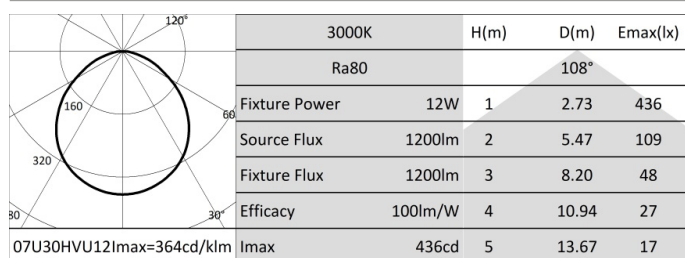 120°
160
60
320
30
30°
07U30HVU12Imax=364cd/klm
3000K H(m) D(m) Emax(lx)
Ra80 108°
Fixture Power 12W 1 2.73 436
Source Flux 1200lm 2 5.47 109
Fixture Flux 1200lm 3 8.20 48
Efficacy 100lm/W 4 10.94 27
Imax 436cd 5 13.67 17